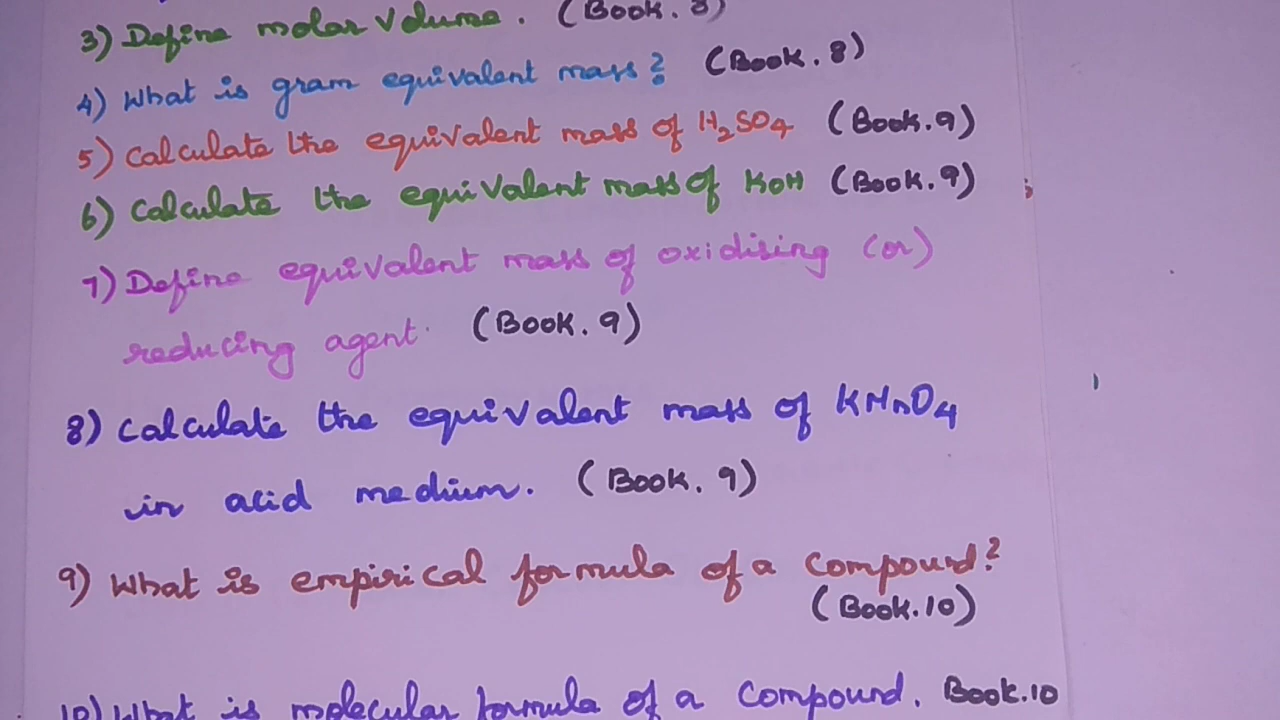 3) Define molar volume. (Book. 8)
4) What is gram equivalent mass? (Book. 8)
5) Calculate the equivalent mass of H₂SO₄ (Book. 9)
6) Calculate the equivalent mass of KOH (Book. 9)
7) Define equivalent mass of oxidising (or)
reducing agent. (Book. 9)
8) Calculate the equivalent mass of KMnO₄
in acid medium. (Book. 9)
9) What is empirical formula of a compound?
(Book. 10)
10) What is molecular formula of a compound. Book. 10